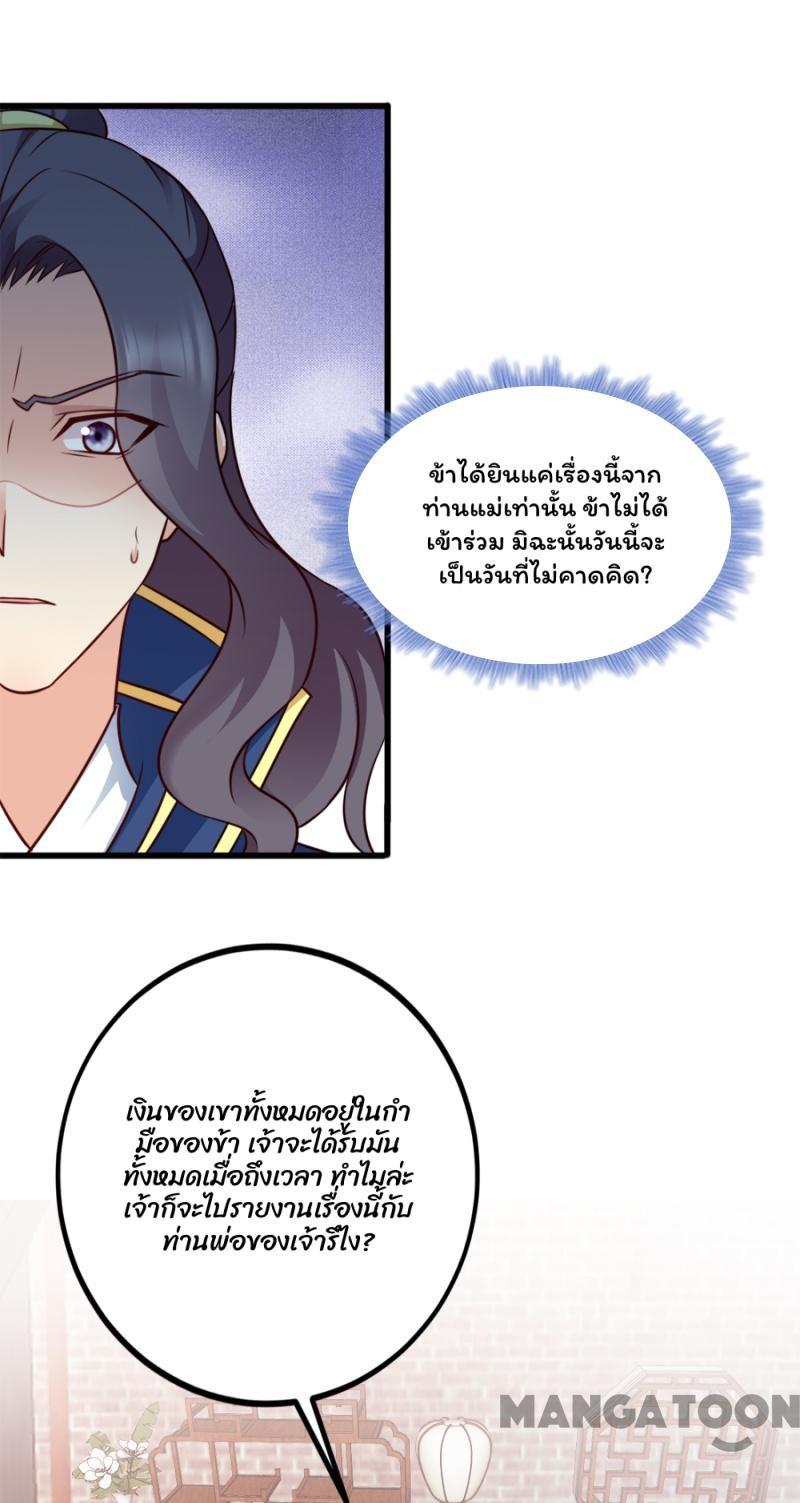 ข้าได้ยินแค่เรื่องนี้จาก
ท่านแม่เท่านั้น ข้าไม่ได้
เข้าร่วม มิฉะนั้นวันนี้จะ
เป็นวันที่ไม่คาดคิด?
เงินของเขาทั้งหมดอยู่ในกำ
มือของข้า เจ้าจะได้รับมัน
ทั้งหมดเมื่อถึงเวลา ทำไมล่ะ
เจ้าก็จะไปรายงานเรื่องนี้กับ
ท่านพ่อของเจ้ารึไง?
MANGATOON